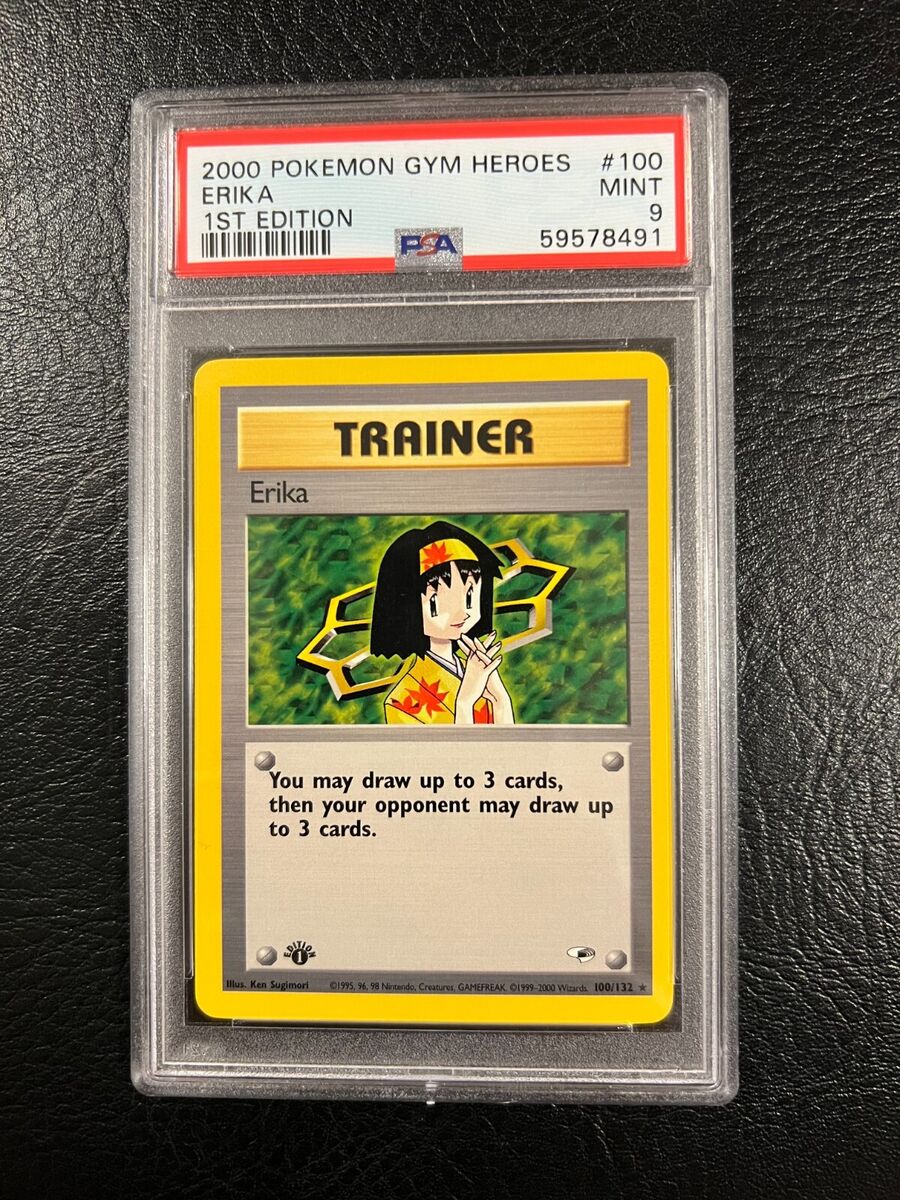 2000 POKEMON GYM HEROES #100
ERIKA MINT
1ST EDITION 9
PSA 59578491
TRAINER
Erika
You may draw up to 3 cards,
then your opponent may draw up
to 3 cards.
EDITION
1
Illus. Ken Sugimori ©1995, 96, 98 Nintendo, Creatures, GAMEFREAK. ©1999-2000 Wizards. 100/132 ★